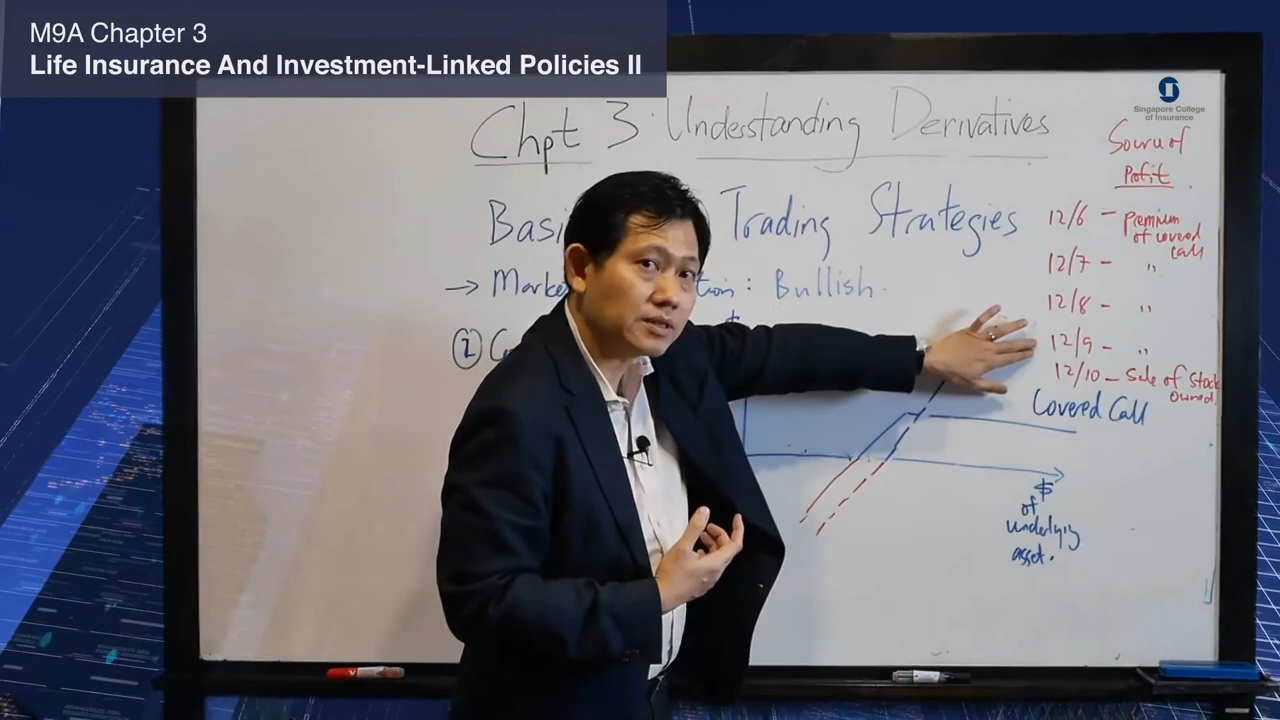 M9A Chapter 3
Life Insurance And Investment-Linked Policies II
Singapore College
of Insurance
Chpt 3: Understanding Derivatives
Trading Strategies
→ : Bullish.
Source of
Profit
12/6 - premium
of covered
call
12/7 - "
12/8 - "
12/9 - "
12/10 - Sale of Stock
owned.
Covered Call
$
$
of
underlying
asset.